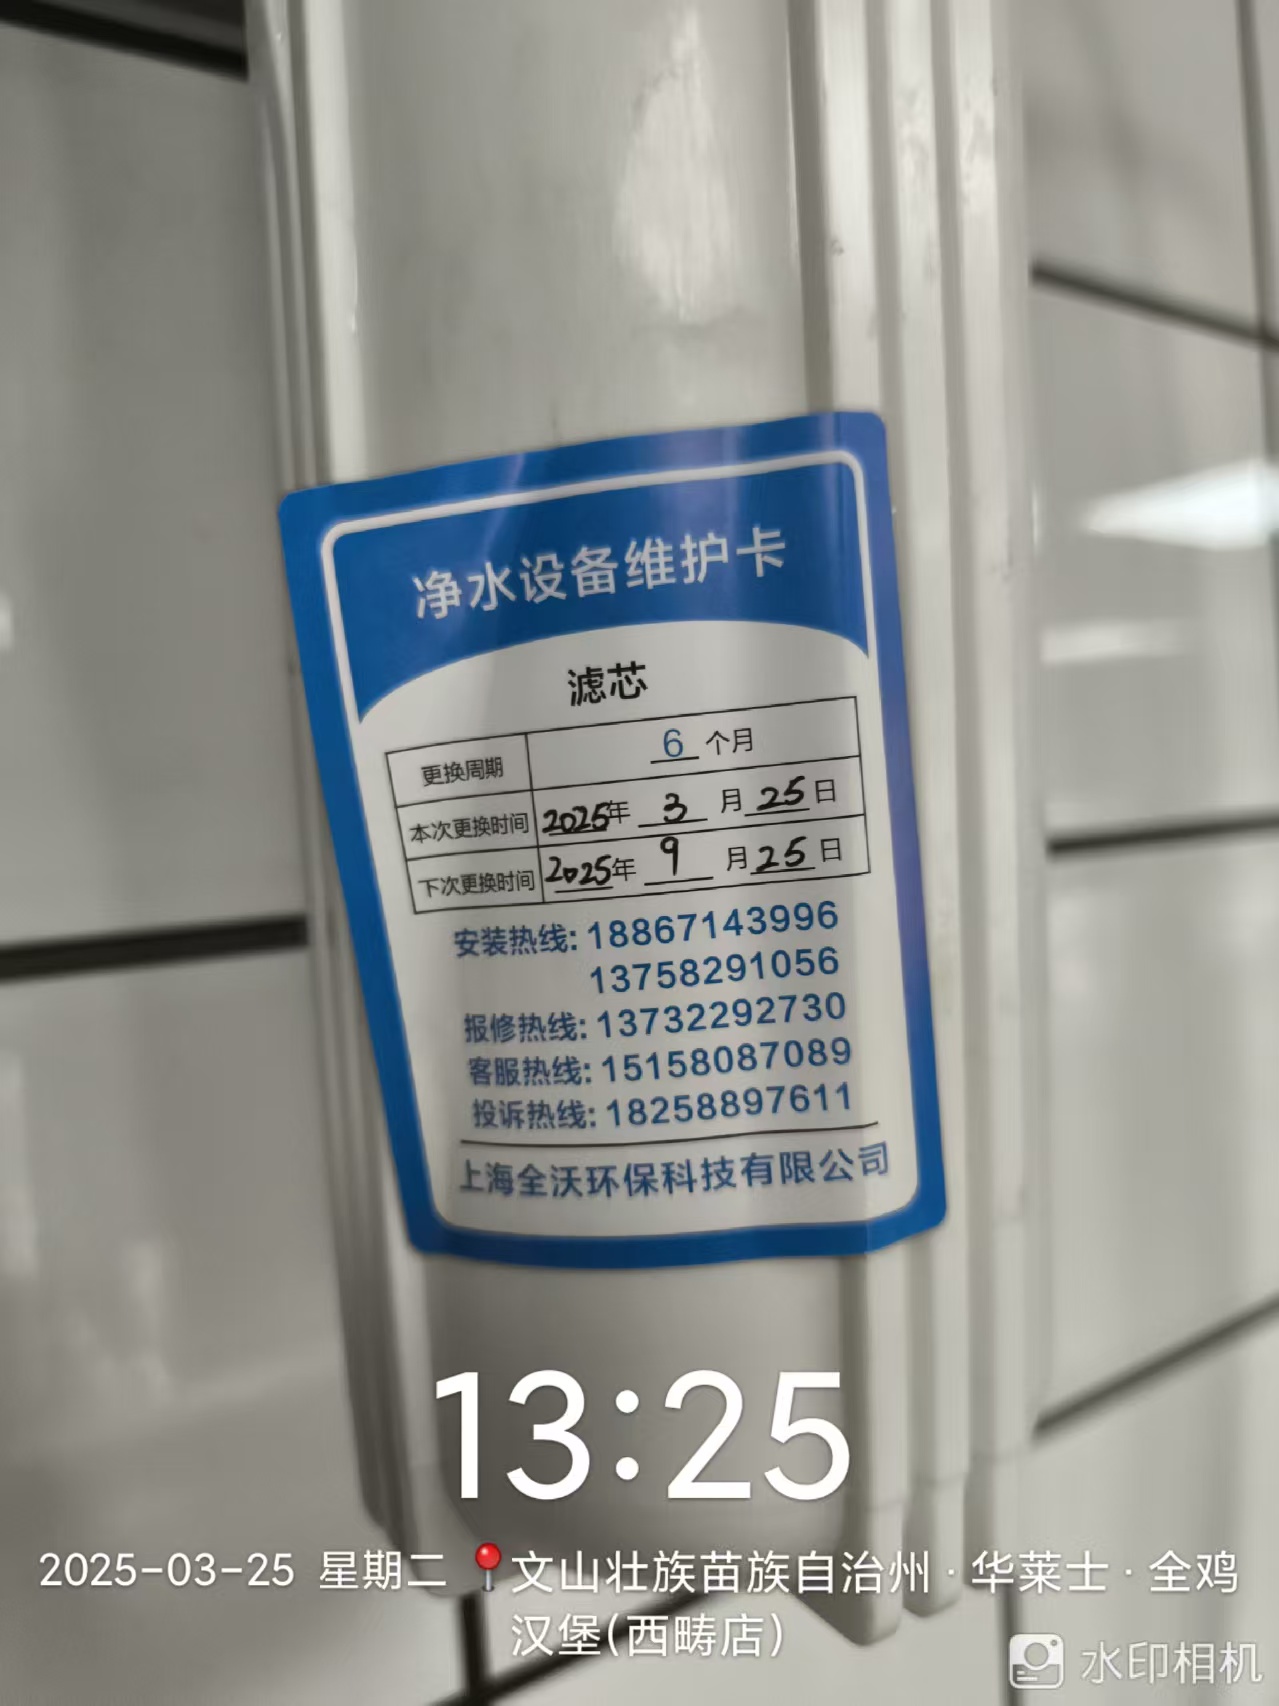 净水设备维护卡
滤芯
更换周期 6 个月
本次更换时间 2025年 3 月 25 日
下次更换时间 2025年 9 月 25 日
安装热线: 18867143996
13758291056
报修热线: 13732292730
客服热线: 15158087089
投诉热线: 18258897611
上海全沃环保科技有限公司
13:25
2025-03-25 星期二 📍文山壮族苗族自治州 · 华莱士 · 全鸡
汉堡(西畴店)
水印相机